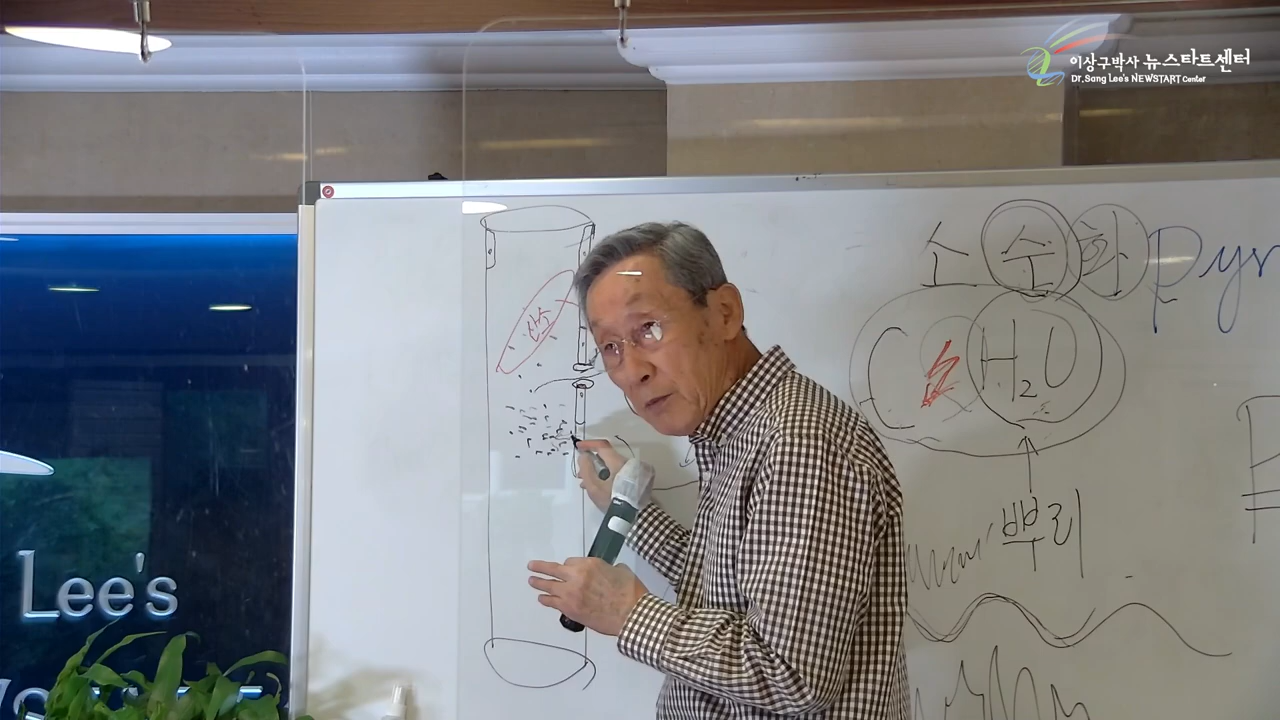 이상구박사 뉴스타트센터
Dr. Sang Lee's NEWSTART Center
소수화 pyr
산소
C H₂O
뿌리
Lee's